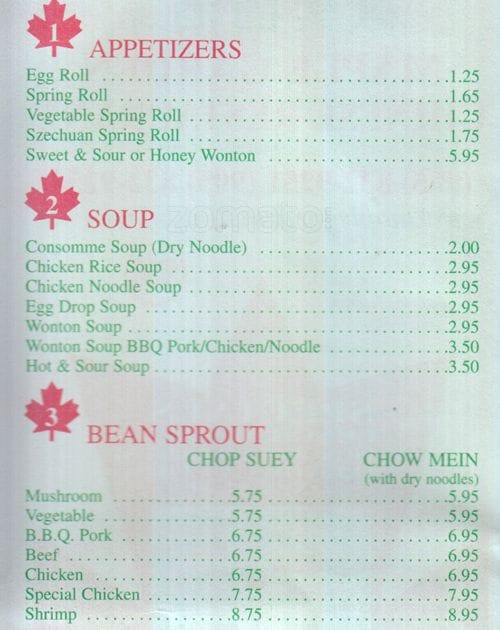 1
APPETIZERS
Egg Roll ........................................ 1.25
Spring Roll ........................................ 1.65
Vegetable Spring Roll ........................................ 1.25
Szechuan Spring Roll ........................................ 1.75
Sweet & Sour or Honey Wonton ........................................ 5.95
2
SOUP
zomato
Consomme Soup (Dry Noodle) ........................................ 2.00
Chicken Rice Soup ........................................ 2.95
Chicken Noodle Soup ........................................ 2.95
Egg Drop Soup ........................................ 2.95
Wonton Soup ........................................ 2.95
Wonton Soup BBQ Pork/Chicken/Noodle ........................................ 3.50
Hot & Sour Soup ........................................ 3.50
3
BEAN SPROUT
CHOP SUEY CHOW MEIN
(with dry noodles)
Mushroom .............. 5.75 .............................. 5.95
Vegetable .............. 5.75 .............................. 5.95
B.B.Q. Pork .............. 6.75 .............................. 6.95
Beef .............. 6.75 .............................. 6.95
Chicken .............. 6.75 .............................. 6.95
Special Chicken .............. 7.75 .............................. 7.95
Shrimp .............. 8.75 .............................. 8.95